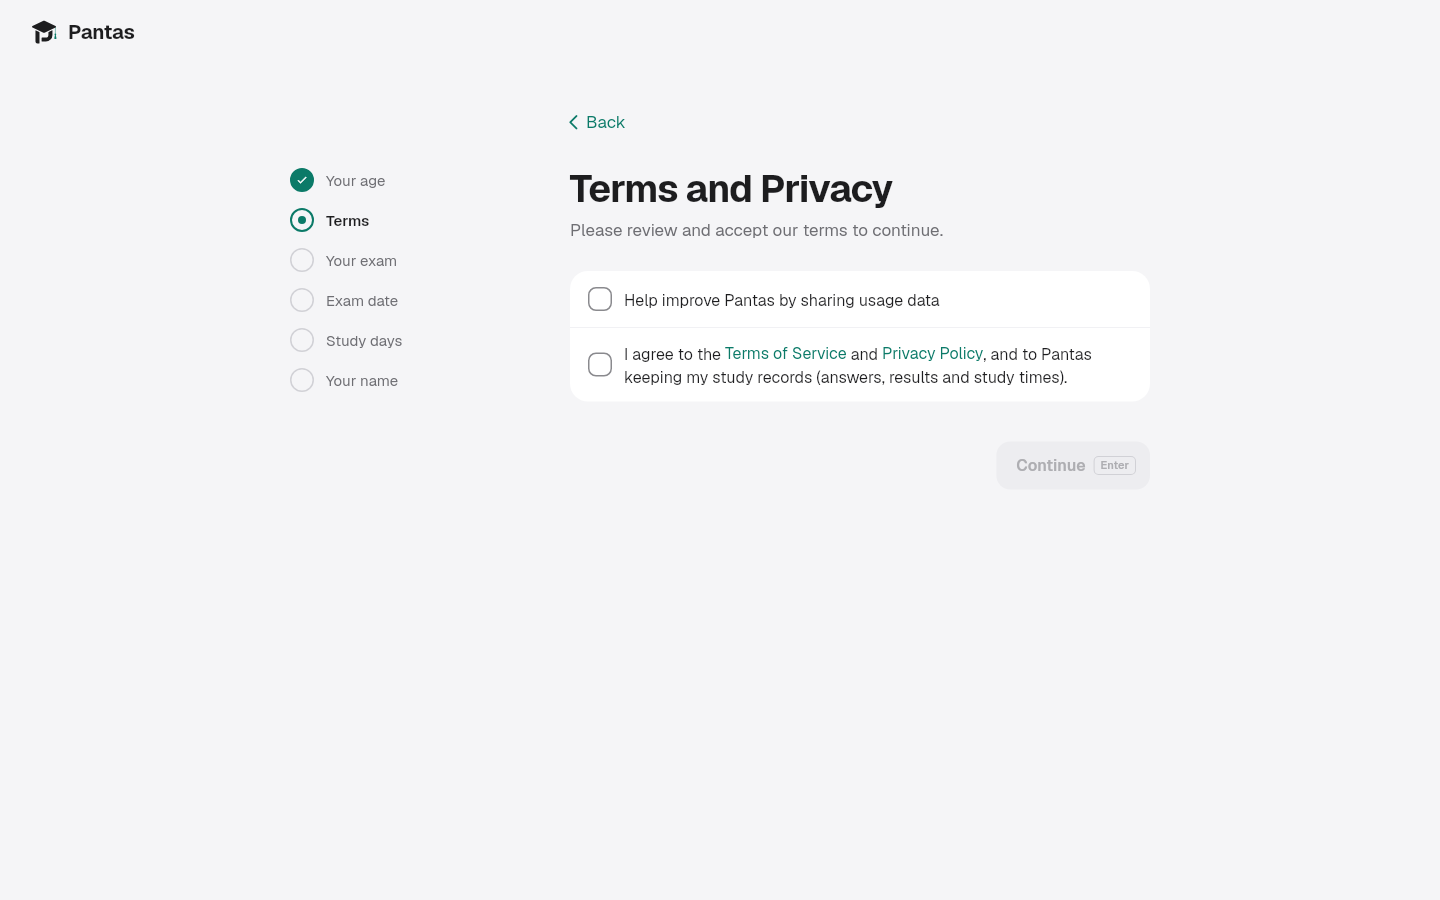 Pantas
Back
Your age
Terms
Your exam
Exam date
Study days
Your name
Terms and Privacy
Please review and accept our terms to continue.
Help improve Pantas by sharing usage data
I agree to the Terms of Service and Privacy Policy, and to Pantas
keeping my study records (answers, results and study times).
Continue Enter